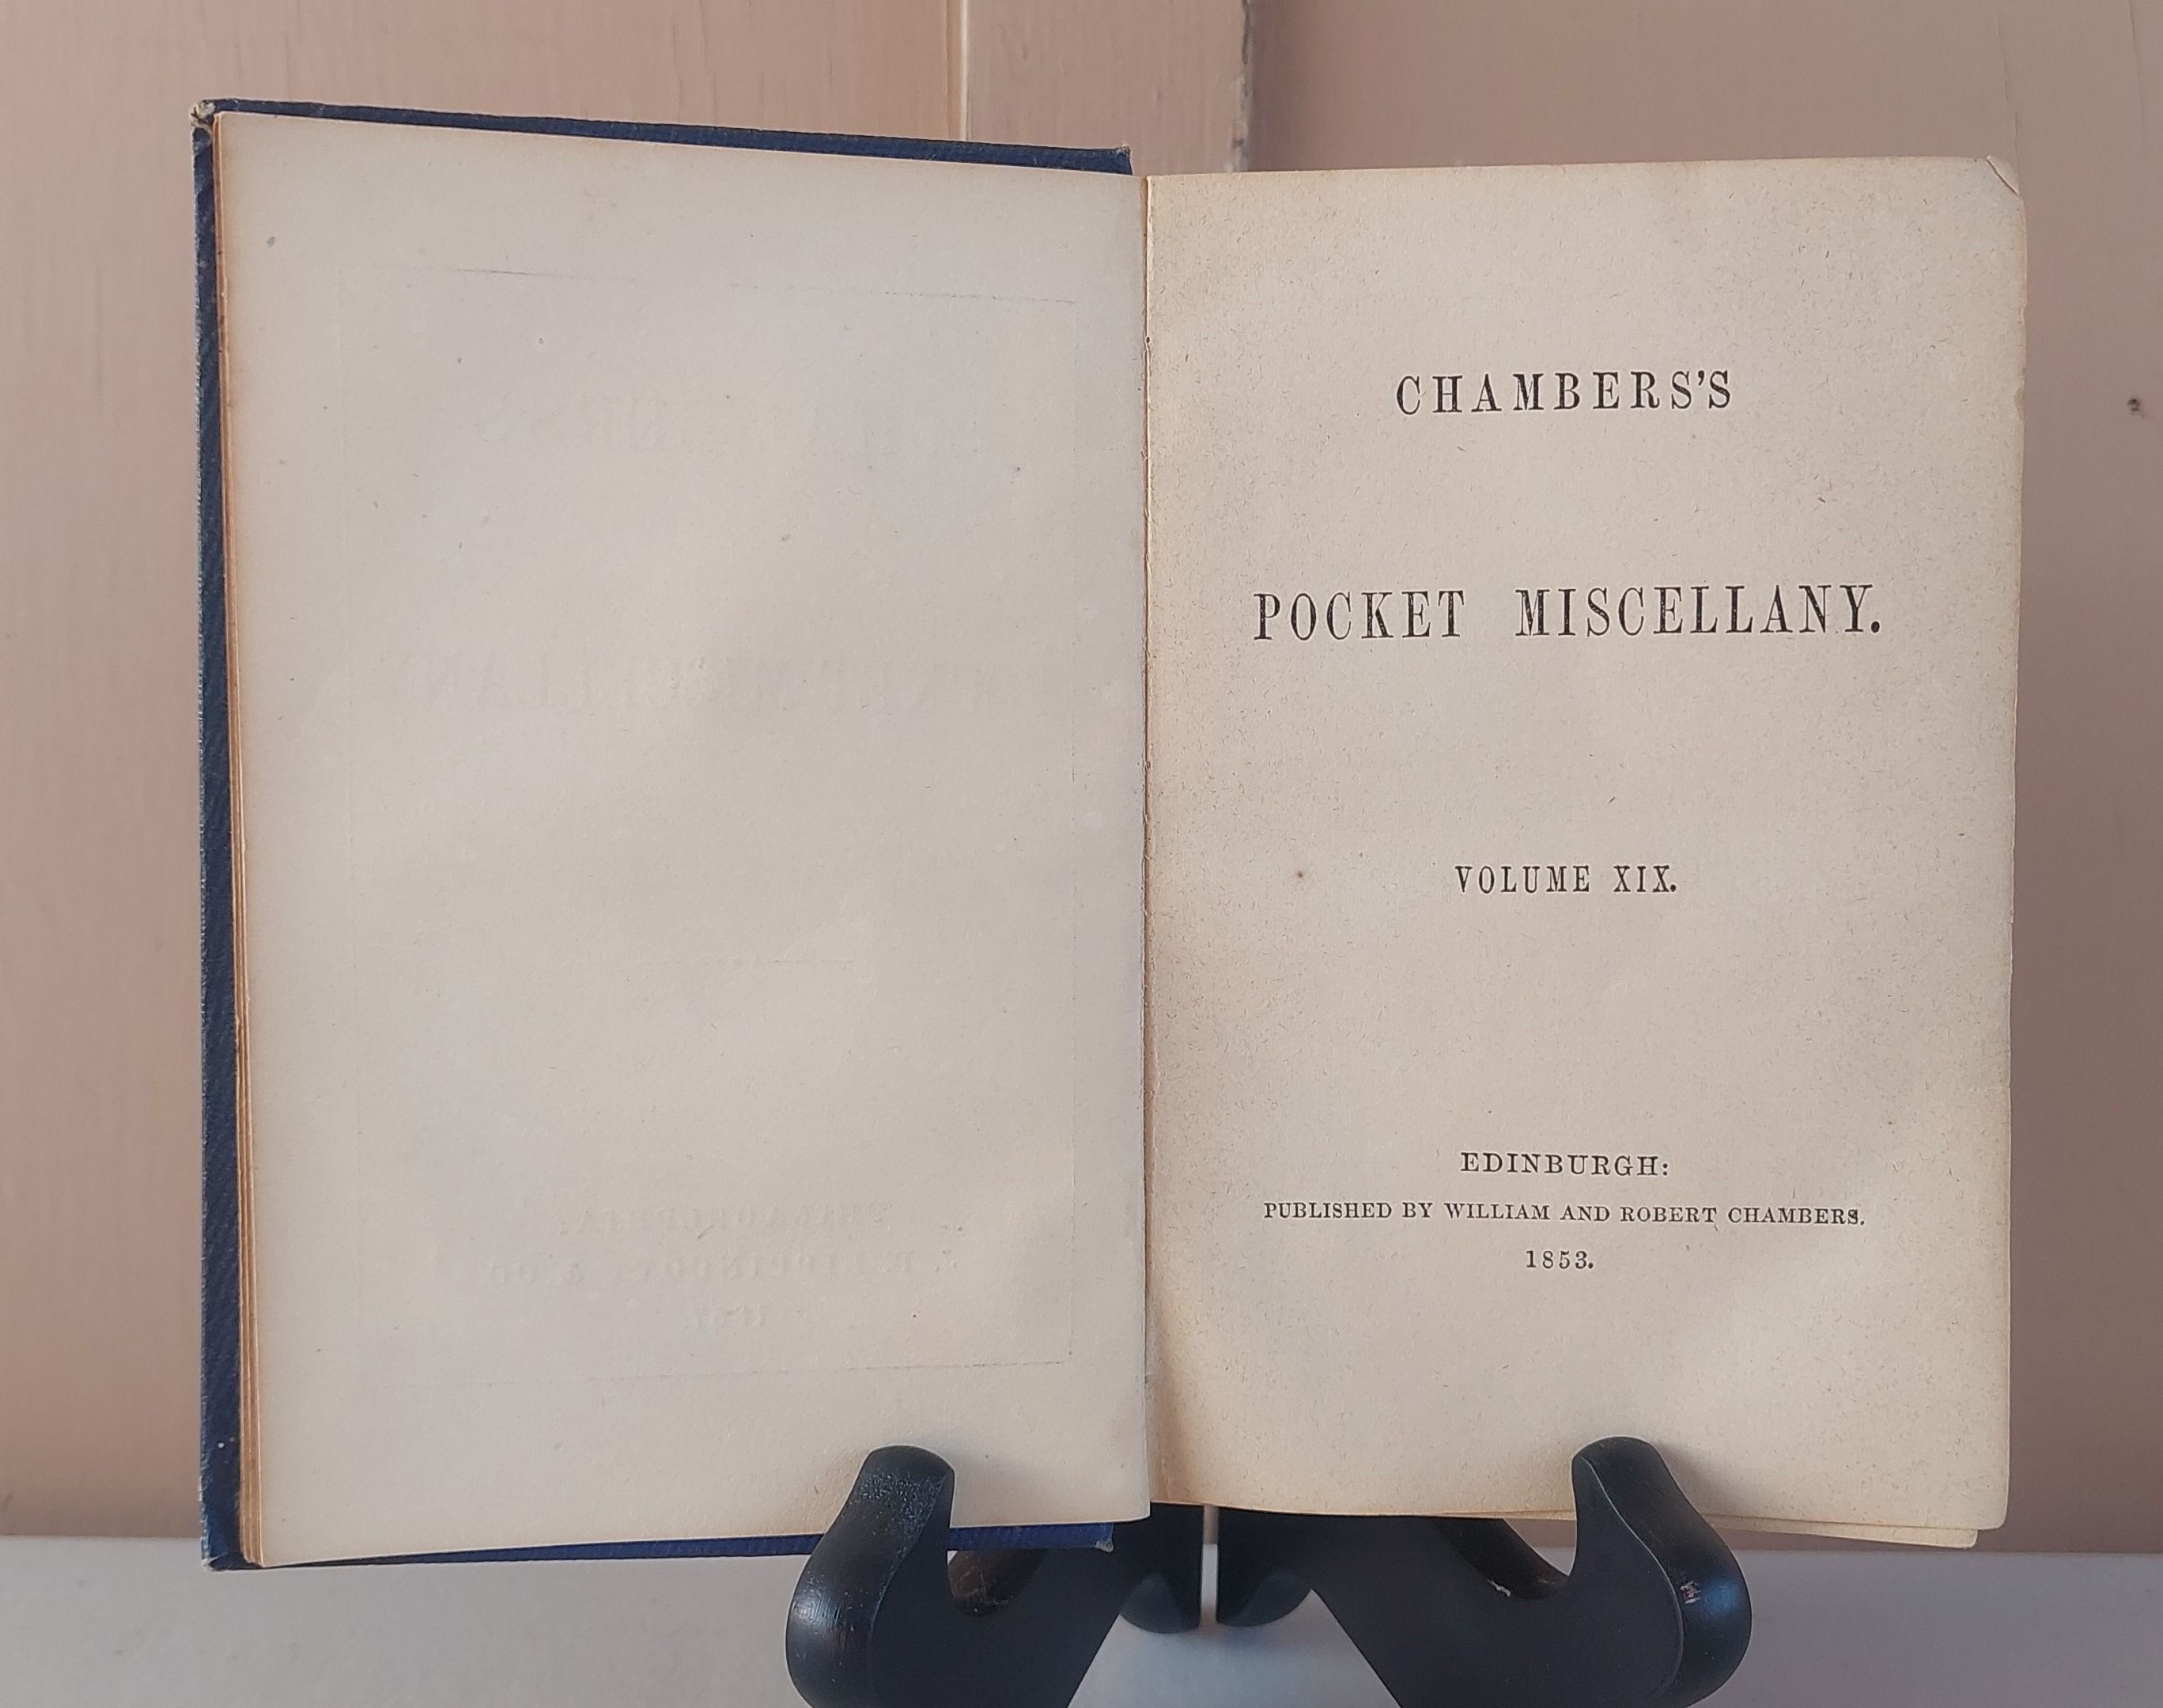 CHAMBERS'S
POCKET MISCELLANY.
VOLUME XIX.
EDINBURGH:
PUBLISHED BY WILLIAM AND ROBERT CHAMBERS.
1853.